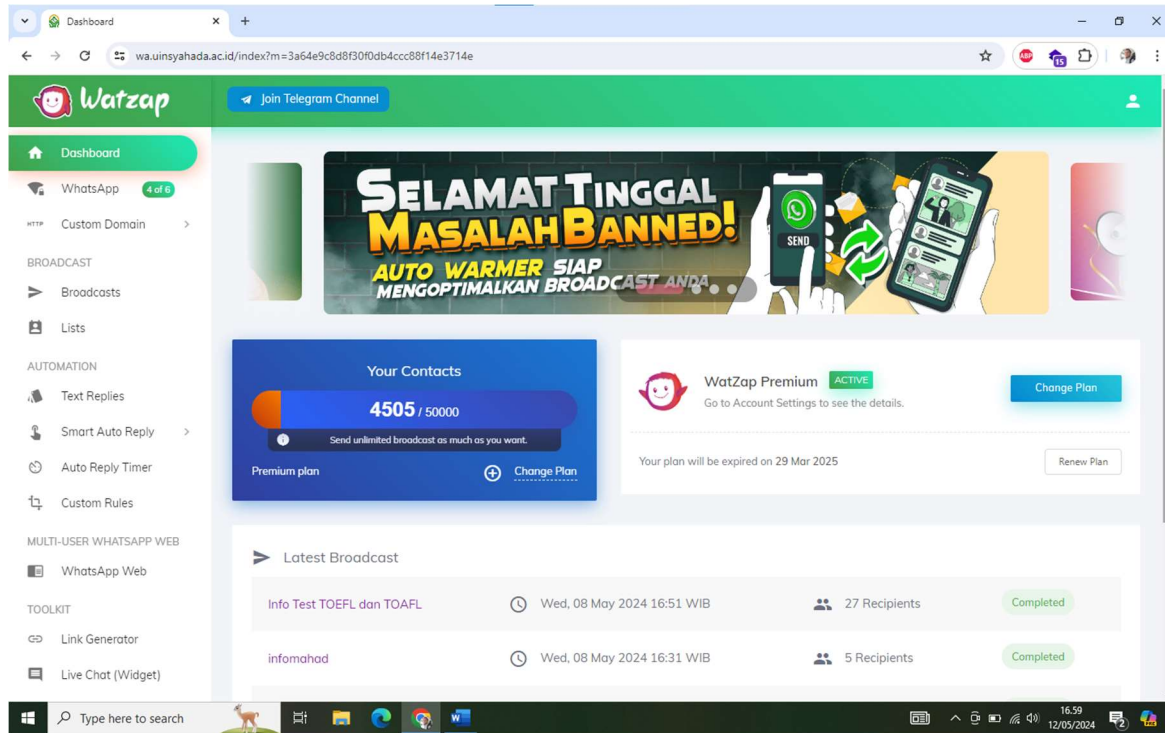 Dashboard
wa.uinsyahada.ac.id/index?m=3a64e9c8d8f30f0db4ccc88f14e3714e
ABP
15
Watzap
Join Telegram Channel
Dashboard
WhatsApp 4 of 6
HTTP Custom Domain
BROADCAST
Broadcasts
Lists
AUTOMATION
Text Replies
Smart Auto Reply
Auto Reply Timer
Custom Rules
MULTI-USER WHATSAPP WEB
WhatsApp Web
TOOLKIT
Link Generator
Live Chat (Widget)
SELAMAT TINGGAL
MASALAH BANNED!
AUTO WARMER SIAP
MENGOPTIMALKAN BROADCAST ANDA
SEND
Your Contacts
4505 / 50000
Send unlimited broadcast as much as you want.
Premium plan Change Plan
WatZap Premium ACTIVE
Go to Account Settings to see the details.
Change Plan
Your plan will be expired on 29 Mar 2025
Renew Plan
Latest Broadcast
Info Test TOEFL dan TOAFL Wed, 08 May 2024 16:51 WIB 27 Recipients Completed
infomahad Wed, 08 May 2024 16:31 WIB 5 Recipients Completed
Type here to search
16.59
12/05/2024
2
PRE